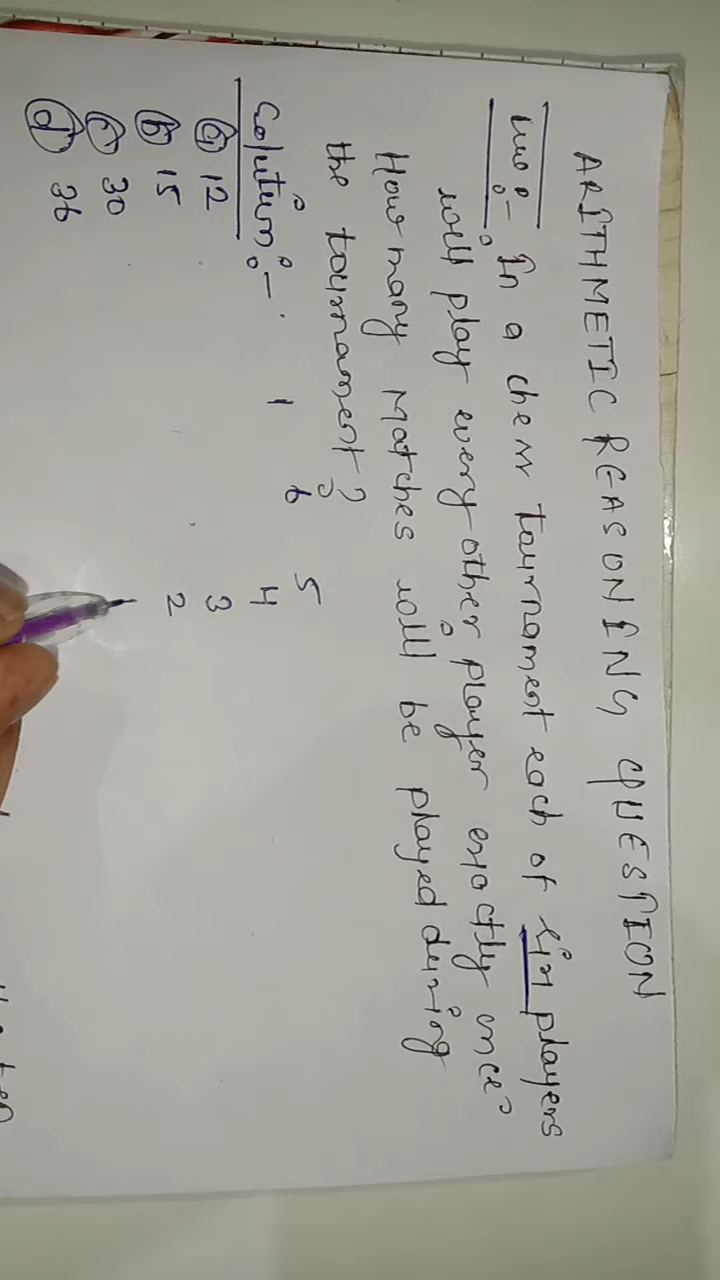 ARITHMETIC REASONING QUESTION
In a chess tournament each of six players
will play every other player exactly once.
How many Matches will be played during
the tournament?
Solution:- 1 6 5
a 12 4
b 15 3
c 30 2
d 36